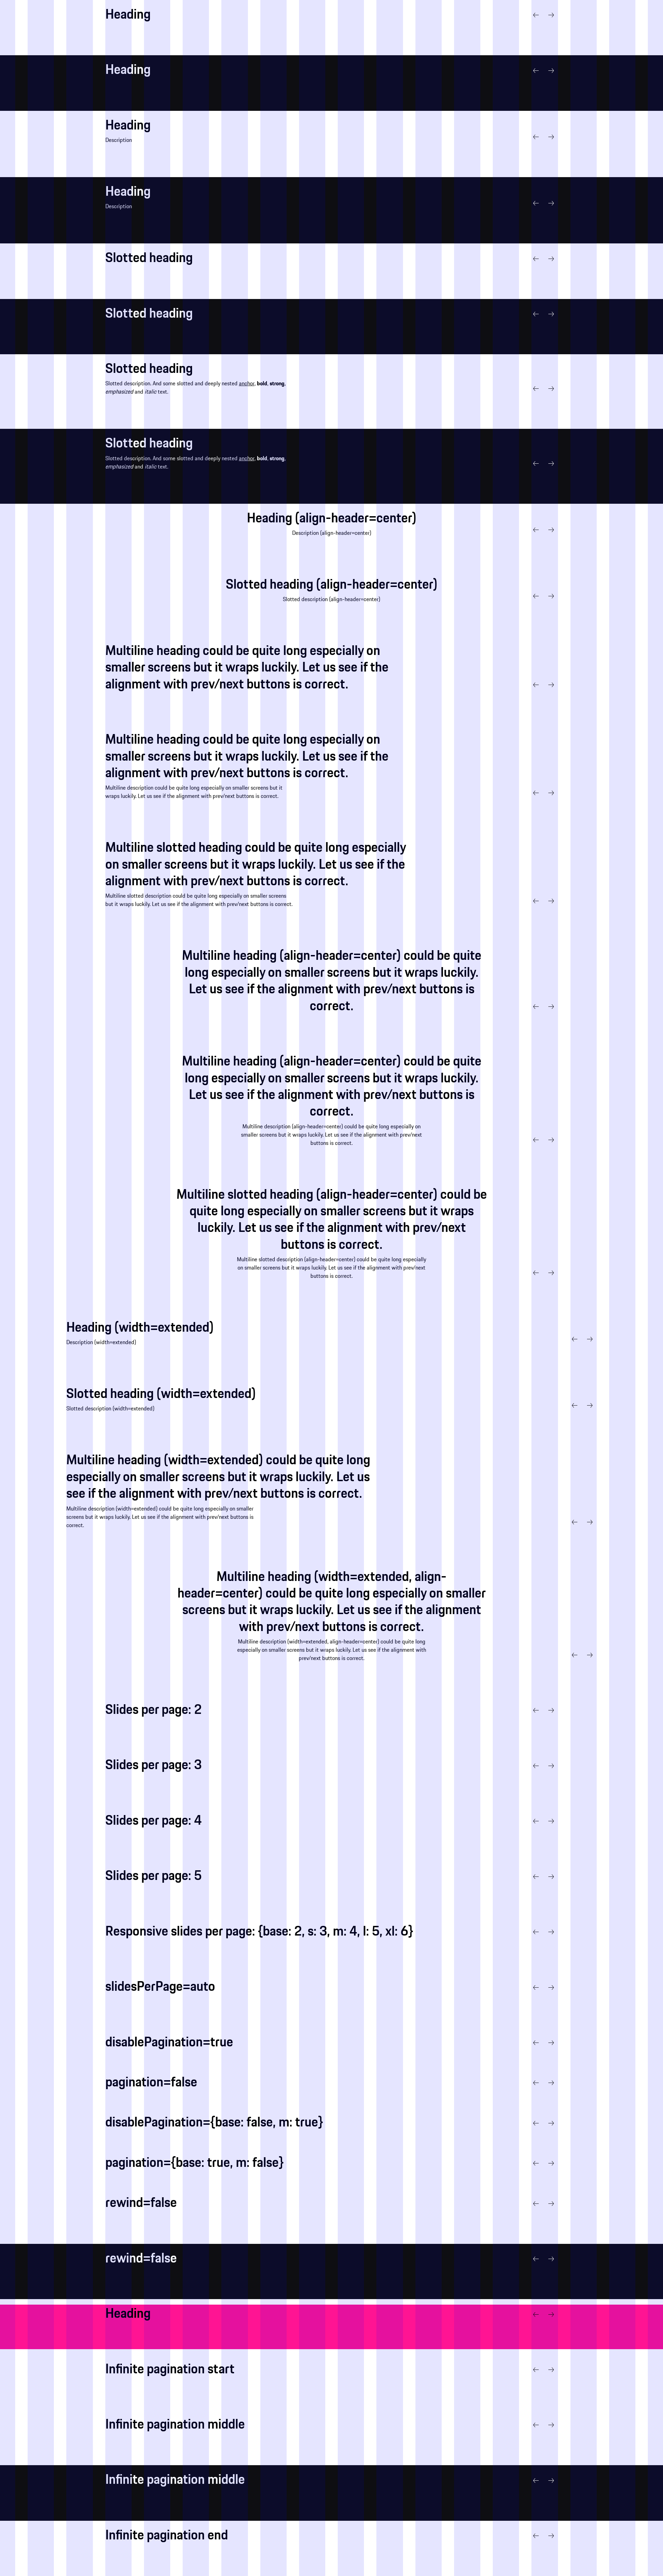 Heading
Heading
Heading
Description
Heading
Description
Slotted heading
Slotted heading
Slotted heading
Slotted description. And some slotted and deeply nested anchor, bold, strong,
emphasized and italic text.
Slotted heading
Slotted description. And some slotted and deeply nested anchor, bold, strong,
emphasized and italic text.
Heading (align-header=center)
Description (align-header=center)
Slotted heading (align-header=center)
Slotted description (align-header=center)
Multiline heading could be quite long especially on
smaller screens but it wraps luckily. Let us see if the
alignment with prev/next buttons is correct.
Multiline heading could be quite long especially on
smaller screens but it wraps luckily. Let us see if the
alignment with prev/next buttons is correct.
Multiline description could be quite long especially on smaller screens but it
wraps luckily. Let us see if the alignment with prev/next buttons is correct.
Multiline slotted heading could be quite long especially
on smaller screens but it wraps luckily. Let us see if the
alignment with prev/next buttons is correct.
Multiline slotted description could be quite long especially on smaller screens
but it wraps luckily. Let us see if the alignment with prev/next buttons is correct.
Multiline heading (align-header=center) could be quite
long especially on smaller screens but it wraps luckily.
Let us see if the alignment with prev/next buttons is
correct.
Multiline heading (align-header=center) could be quite
long especially on smaller screens but it wraps luckily.
Let us see if the alignment with prev/next buttons is
correct.
Multiline description (align-header=center) could be quite long especially on
smaller screens but it wraps luckily. Let us see if the alignment with prev/next
buttons is correct.
Multiline slotted heading (align-header=center) could be
quite long especially on smaller screens but it wraps
luckily. Let us see if the alignment with prev/next
buttons is correct.
Multiline slotted description (align-header=center) could be quite long especially
on smaller screens but it wraps luckily. Let us see if the alignment with prev/next
buttons is correct.
Heading (width=extended)
Description (width=extended)
Slotted heading (width=extended)
Slotted description (width=extended)
Multiline heading (width=extended) could be quite long
especially on smaller screens but it wraps luckily. Let us
see if the alignment with prev/next buttons is correct.
Multiline description (width=extended) could be quite long especially on smaller
screens but it wraps luckily. Let us see if the alignment with prev/next buttons is
correct.
Multiline heading (width=extended, align-
header=center) could be quite long especially on smaller
screens but it wraps luckily. Let us see if the alignment
with prev/next buttons is correct.
Multiline description (width=extended, align-header=center) could be quite long
especially on smaller screens but it wraps luckily. Let us see if the alignment with
prev/next buttons is correct.
Slides per page: 2
Slides per page: 3
Slides per page: 4
Slides per page: 5
Responsive slides per page: {base: 2, s: 3, m: 4, l: 5, xl: 6}
slidesPerPage=auto
disablePagination=true
pagination=false
disablePagination={base: false, m: true}
pagination={base: true, m: false}
rewind=false
rewind=false
Heading
Infinite pagination start
Infinite pagination middle
Infinite pagination middle
Infinite pagination end